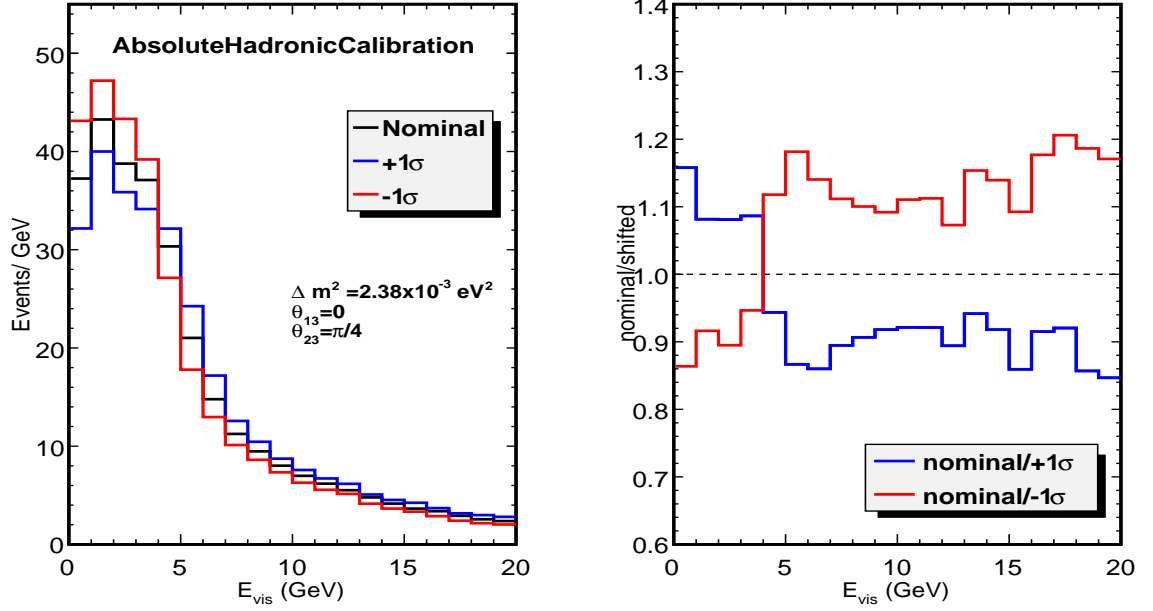 AbsoluteHadronicCalibration
Nominal
+1σ
-1σ
Δ m² =2.38x10⁻³ eV²
θ₁₃=0
θ₂₃=π/4
Events/ GeV
50
40
30
20
10
0
0 5 10 15 20
E_vis (GeV)
nominal/shifted
1.4
1.3
1.2
1.1
1.0
0.9
0.8
0.7
0.6
nominal/+1σ
nominal/-1σ
0 5 10 15 20
E_vis (GeV)